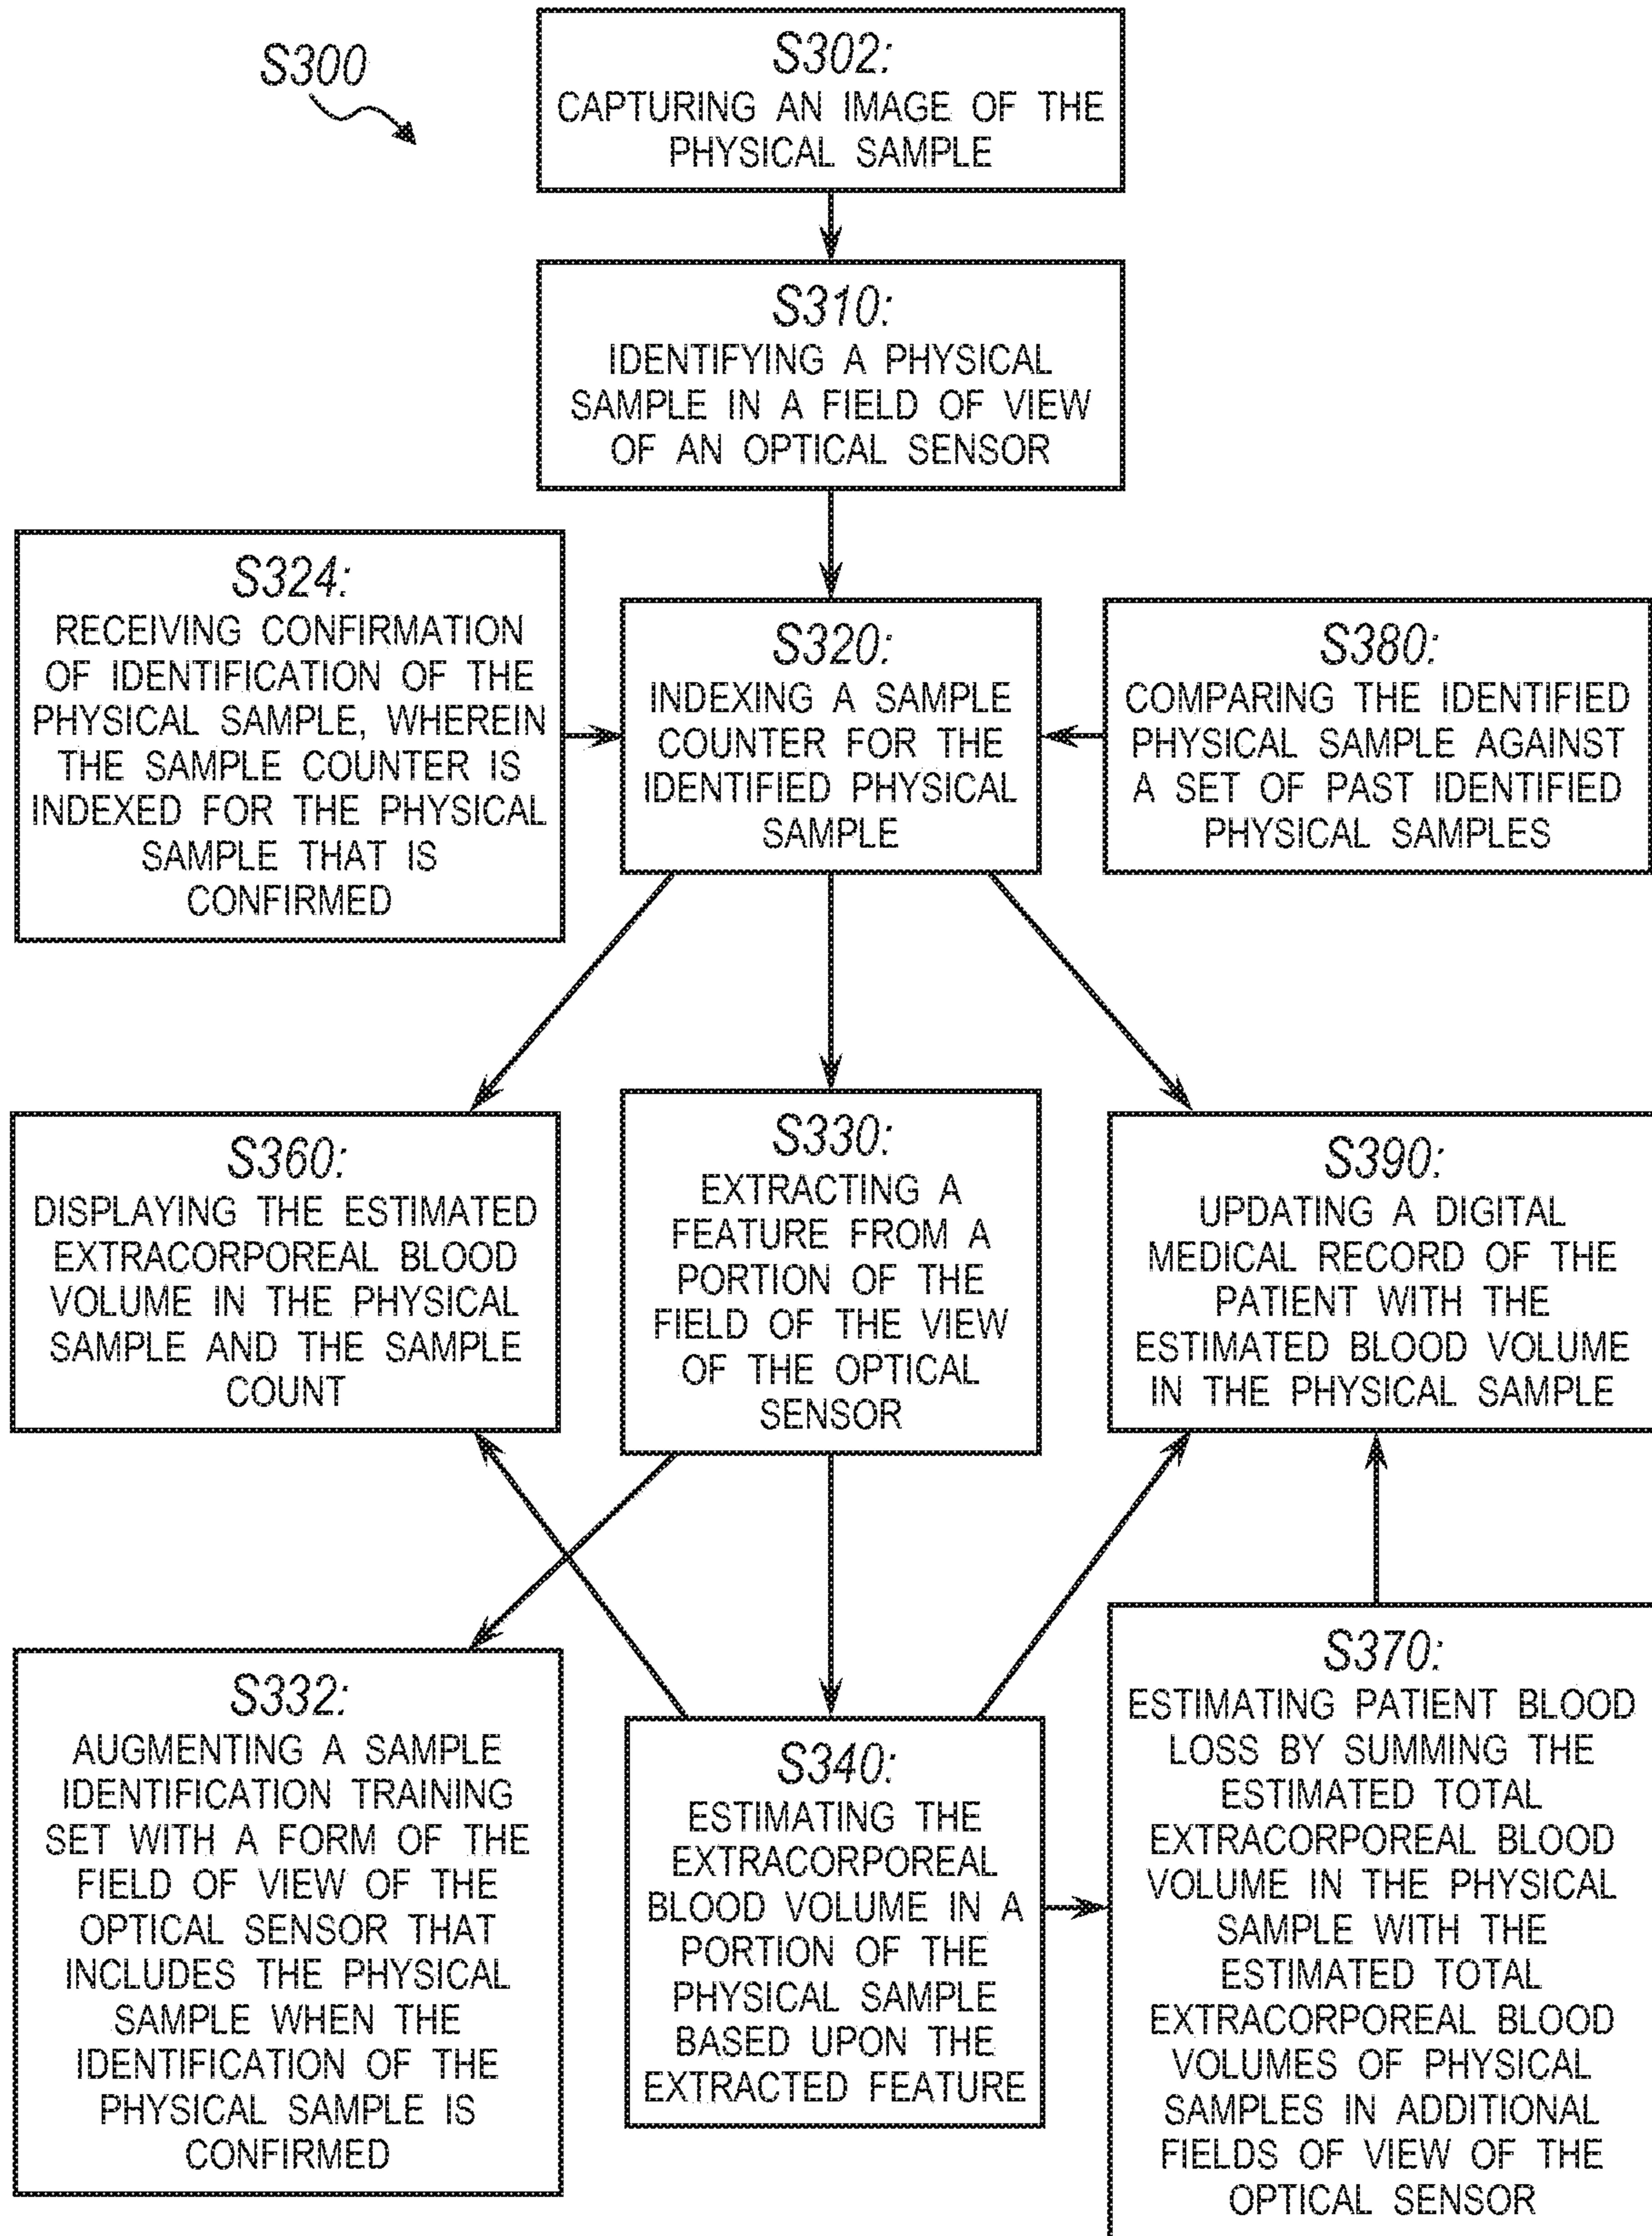 S300
S302:
CAPTURING AN IMAGE OF THE
PHYSICAL SAMPLE
S310:
IDENTIFYING A PHYSICAL
SAMPLE IN A FIELD OF VIEW
OF AN OPTICAL SENSOR
S324:
RECEIVING CONFIRMATION
OF IDENTIFICATION OF THE
PHYSICAL SAMPLE, WHEREIN
THE SAMPLE COUNTER IS
INDEXED FOR THE PHYSICAL
SAMPLE THAT IS
CONFIRMED
S320:
INDEXING A SAMPLE
COUNTER FOR THE
IDENTIFIED PHYSICAL
SAMPLE
S380:
COMPARING THE IDENTIFIED
PHYSICAL SAMPLE AGAINST
A SET OF PAST IDENTIFIED
PHYSICAL SAMPLES
S360:
DISPLAYING THE ESTIMATED
EXTRACORPOREAL BLOOD
VOLUME IN THE PHYSICAL
SAMPLE AND THE SAMPLE
COUNT
S330:
EXTRACTING A
FEATURE FROM A
PORTION OF THE
FIELD OF THE VIEW
OF THE OPTICAL
SENSOR
S390:
UPDATING A DIGITAL
MEDICAL RECORD OF THE
PATIENT WITH THE
ESTIMATED BLOOD VOLUME
IN THE PHYSICAL SAMPLE
S332:
AUGMENTING A SAMPLE
IDENTIFICATION TRAINING
SET WITH A FORM OF THE
FIELD OF VIEW OF THE
OPTICAL SENSOR THAT
INCLUDES THE PHYSICAL
SAMPLE WHEN THE
IDENTIFICATION OF THE
PHYSICAL SAMPLE IS
CONFIRMED
S340:
ESTIMATING THE
EXTRACORPOREAL
BLOOD VOLUME IN A
PORTION OF THE
PHYSICAL SAMPLE
BASED UPON THE
EXTRACTED FEATURE
S370:
ESTIMATING PATIENT BLOOD
LOSS BY SUMMING THE
ESTIMATED TOTAL
EXTRACORPOREAL BLOOD
VOLUME IN THE PHYSICAL
SAMPLE WITH THE
ESTIMATED TOTAL
EXTRACORPOREAL BLOOD
VOLUMES OF PHYSICAL
SAMPLES IN ADDITIONAL
FIELDS OF VIEW OF THE
OPTICAL SENSOR